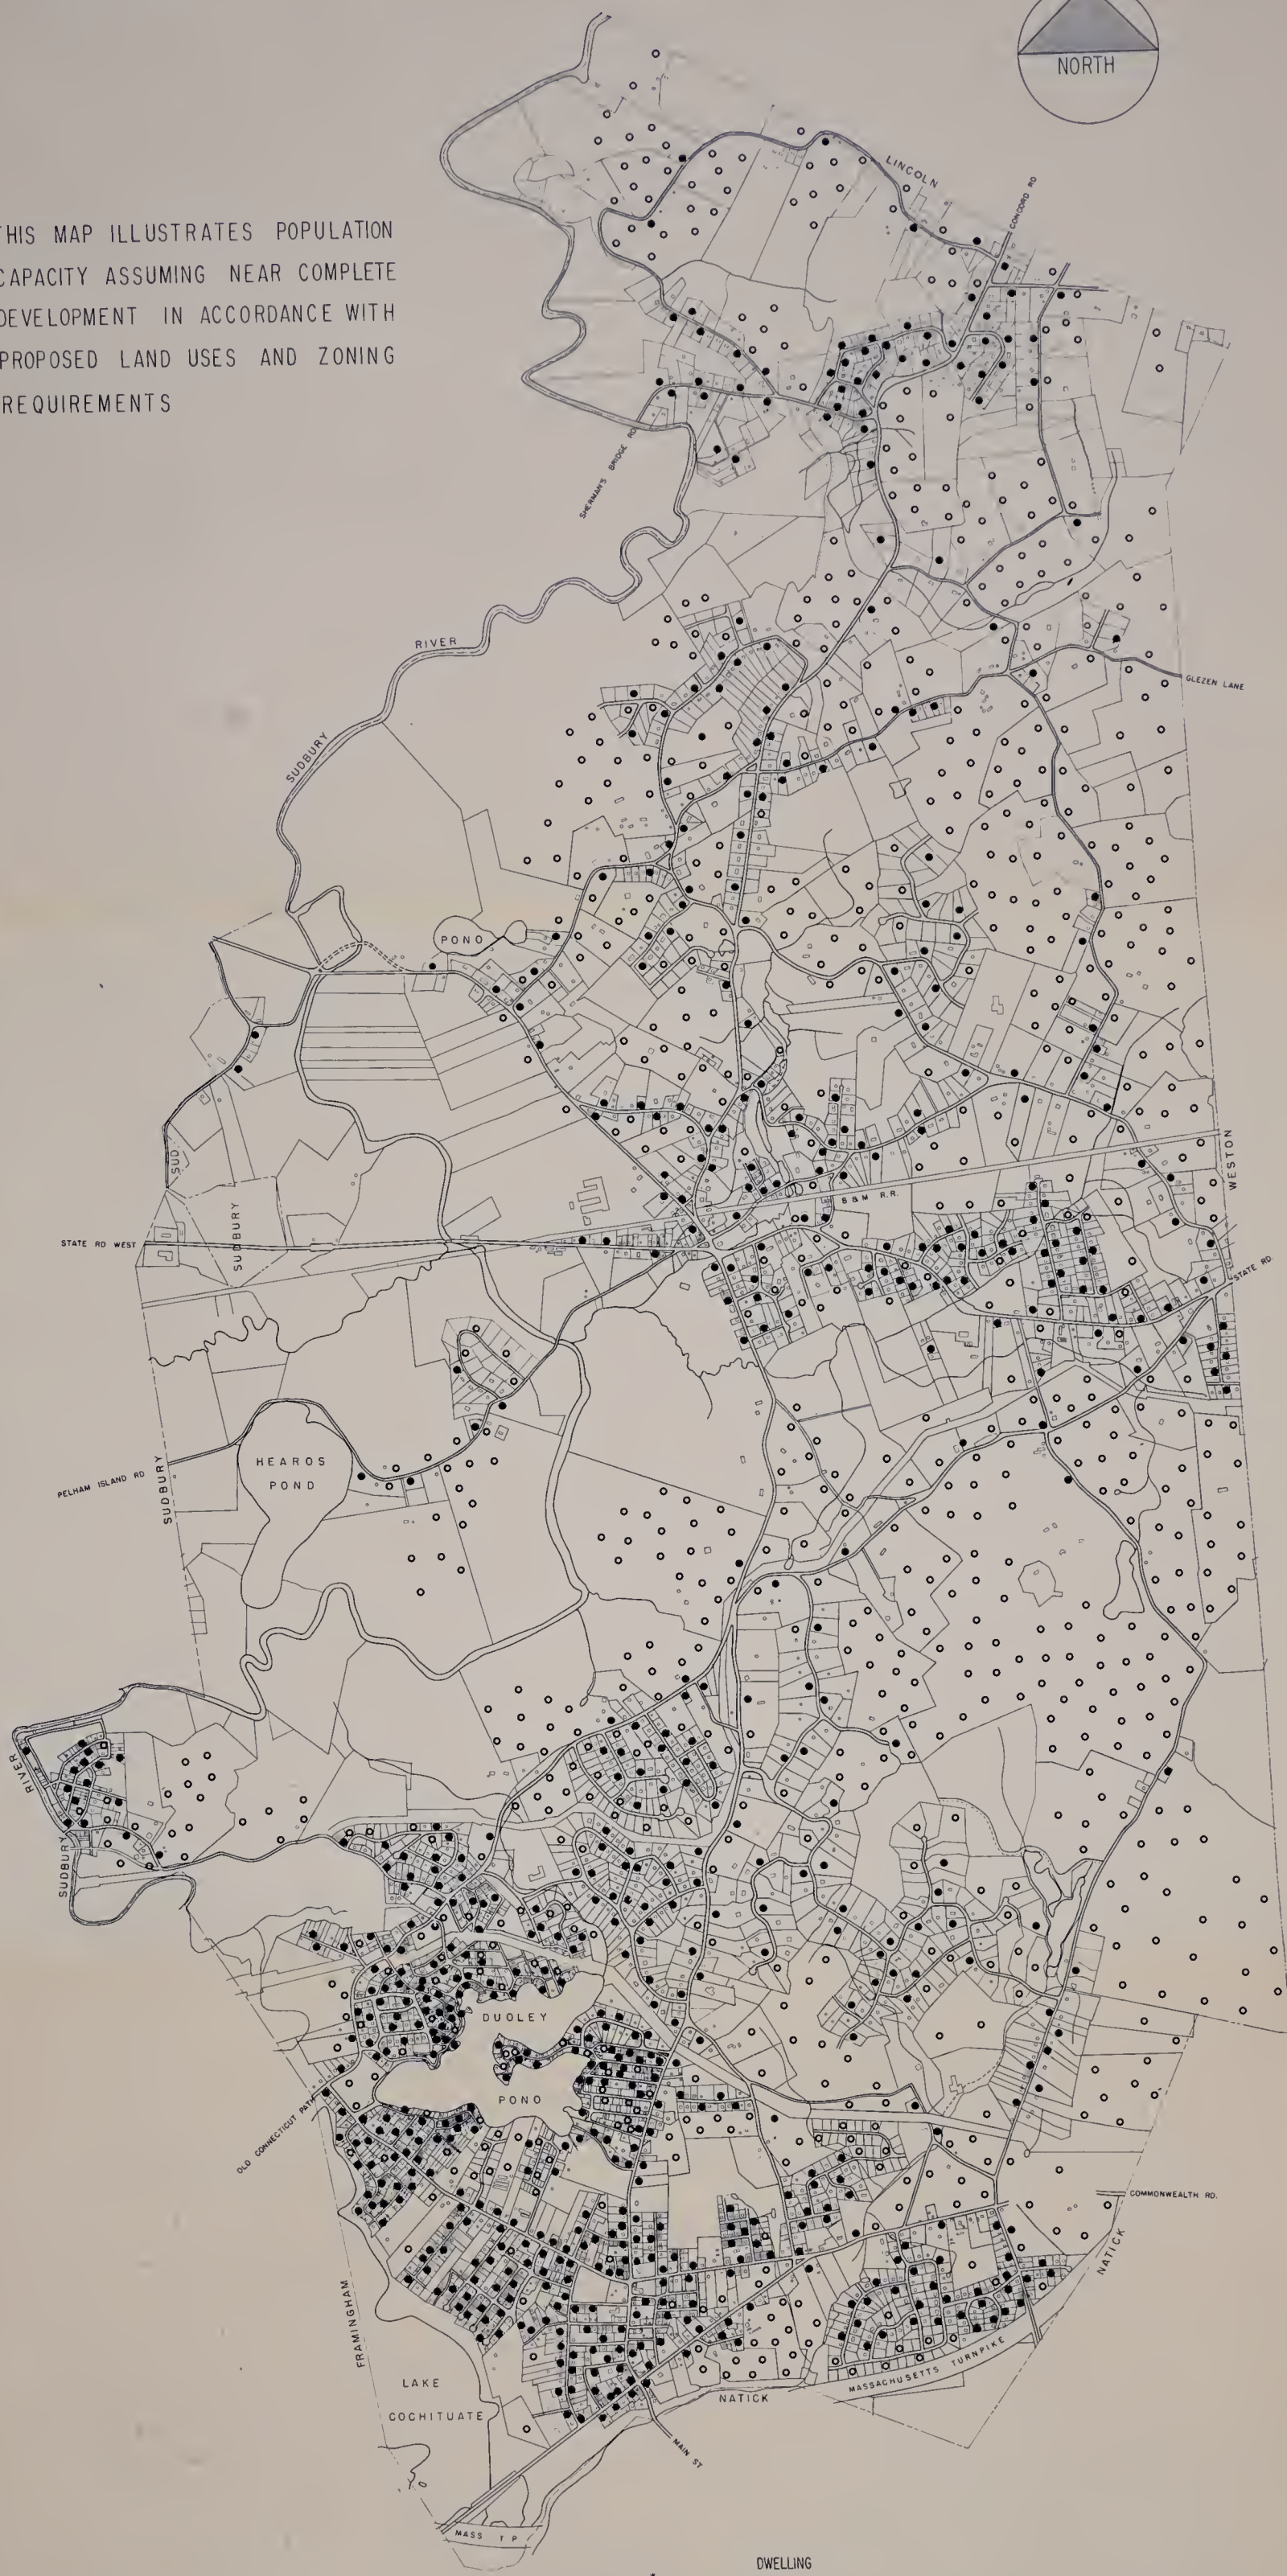 NORTH
THIS MAP ILLUSTRATES POPULATION
CAPACITY ASSUMING NEAR COMPLETE
DEVELOPMENT IN ACCORDANCE WITH
PROPOSED LAND USES AND ZONING
REQUIREMENTS
LINCOLN
CONCORD RD
SHERMAN'S BRIDGE RD
RIVER
SUDBURY
GLEZEN LANE
POND
SUD.
SUDBURY
WESTON
B & M R.R.
STATE RD WEST
STATE RD
HEARDS
POND
PELHAM ISLAND RD
SUDBURY
RIVER
SUDBURY
DUDLEY
POND
OLD CONNECTICUT PATH
COMMONWEALTH RD.
NATICK
FRAMINGHAM
MASSACHUSETTS TURNPIKE
LAKE
COCHITUATE
NATICK
MAIN ST
MASS TP
DWELLING